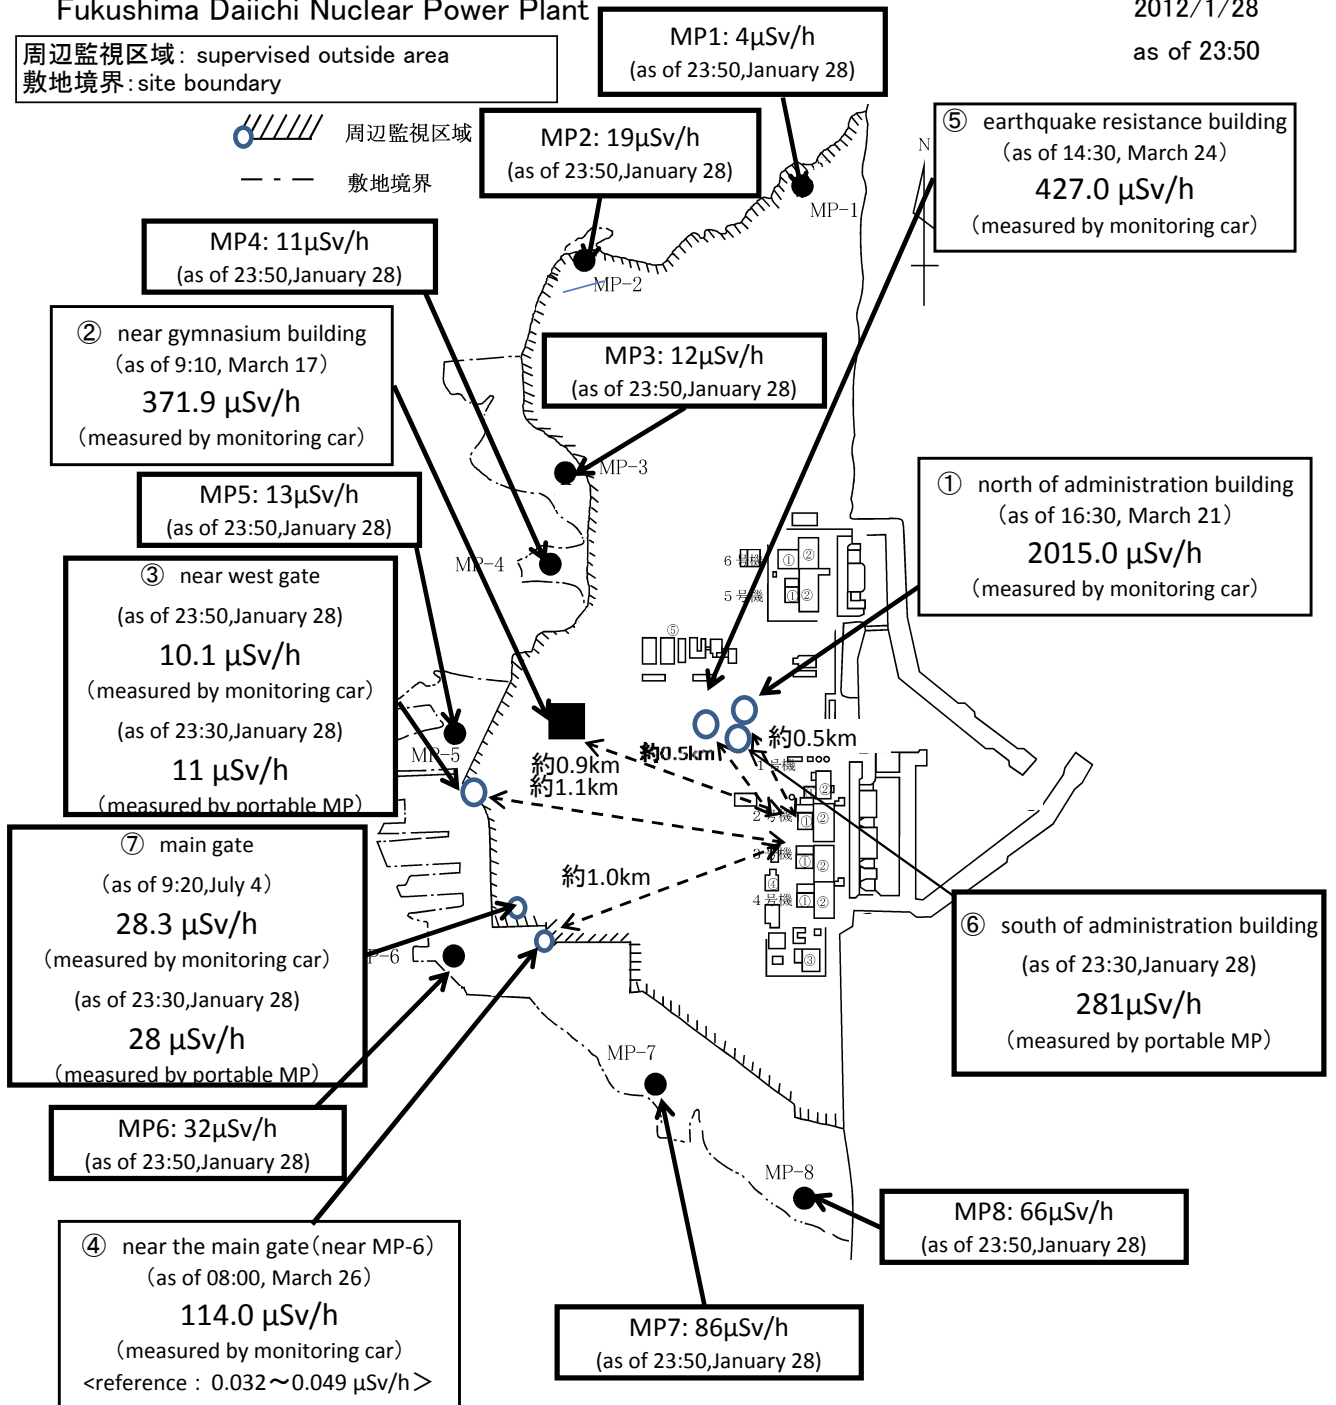 Fukushima Daiichi Nuclear Power Plant
2012/1/28
as of 23:50
周辺監視区域: supervised outside area
敷地境界:site boundary
周辺監視区域
敷地境界
MP1: 4μSv/h
(as of 23:50,January 28)
MP2: 19μSv/h
(as of 23:50,January 28)
⑤ earthquake resistance building
(as of 14:30, March 24)
427.0 μSv/h
(measured by monitoring car)
N
MP-1
MP4: 11μSv/h
(as of 23:50,January 28)
MP-2
② near gymnasium building
(as of 9:10, March 17)
371.9 μSv/h
(measured by monitoring car)
MP3: 12μSv/h
(as of 23:50,January 28)
MP-3
MP5: 13μSv/h
(as of 23:50,January 28)
① north of administration building
(as of 16:30, March 21)
2015.0 μSv/h
(measured by monitoring car)
MP-4
6号機
① ②
5号機
① ②
③ near west gate
(as of 23:50,January 28)
10.1 μSv/h
(measured by monitoring car)
(as of 23:30,January 28)
11 μSv/h
(measured by portable MP)
⑤
MP-5
約0.9km
約1.1km
約0.5km
約0.5km
1号機
②
2号機
① ②
3号機
① ②
④
4号機
① ②
③
約1.0km
⑦ main gate
(as of 9:20,July 4)
28.3 μSv/h
(measured by monitoring car)
(as of 23:30,January 28)
28 μSv/h
(measured by portable MP)
P-6
⑥ south of administration building
(as of 23:30,January 28)
281μSv/h
(measured by portable MP)
MP-7
MP6: 32μSv/h
(as of 23:50,January 28)
MP-8
MP8: 66μSv/h
(as of 23:50,January 28)
④ near the main gate(near MP-6)
(as of 08:00, March 26)
114.0 μSv/h
(measured by monitoring car)
<reference : 0.032～0.049 μSv/h＞
MP7: 86μSv/h
(as of 23:50,January 28)